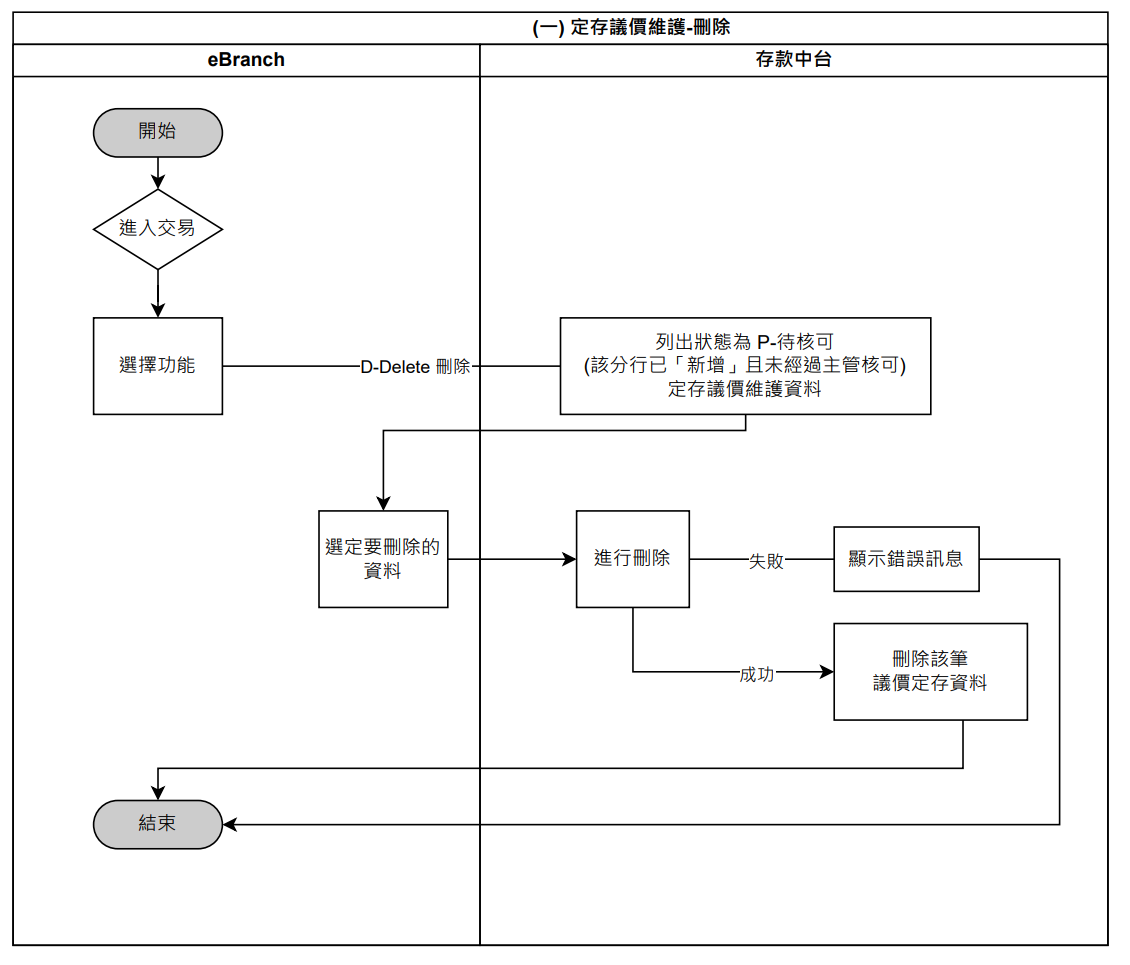 (一) 定存議價維護-刪除
eBranch
存款中台
開始
進入交易
選擇功能
D-Delete 刪除
列出狀態為 P-待核可
(該分行已「新增」且未經過主管核可)
定存議價維護資料
選定要刪除的
資料
進行刪除
失敗
顯示錯誤訊息
成功
刪除該筆
議價定存資料
結束